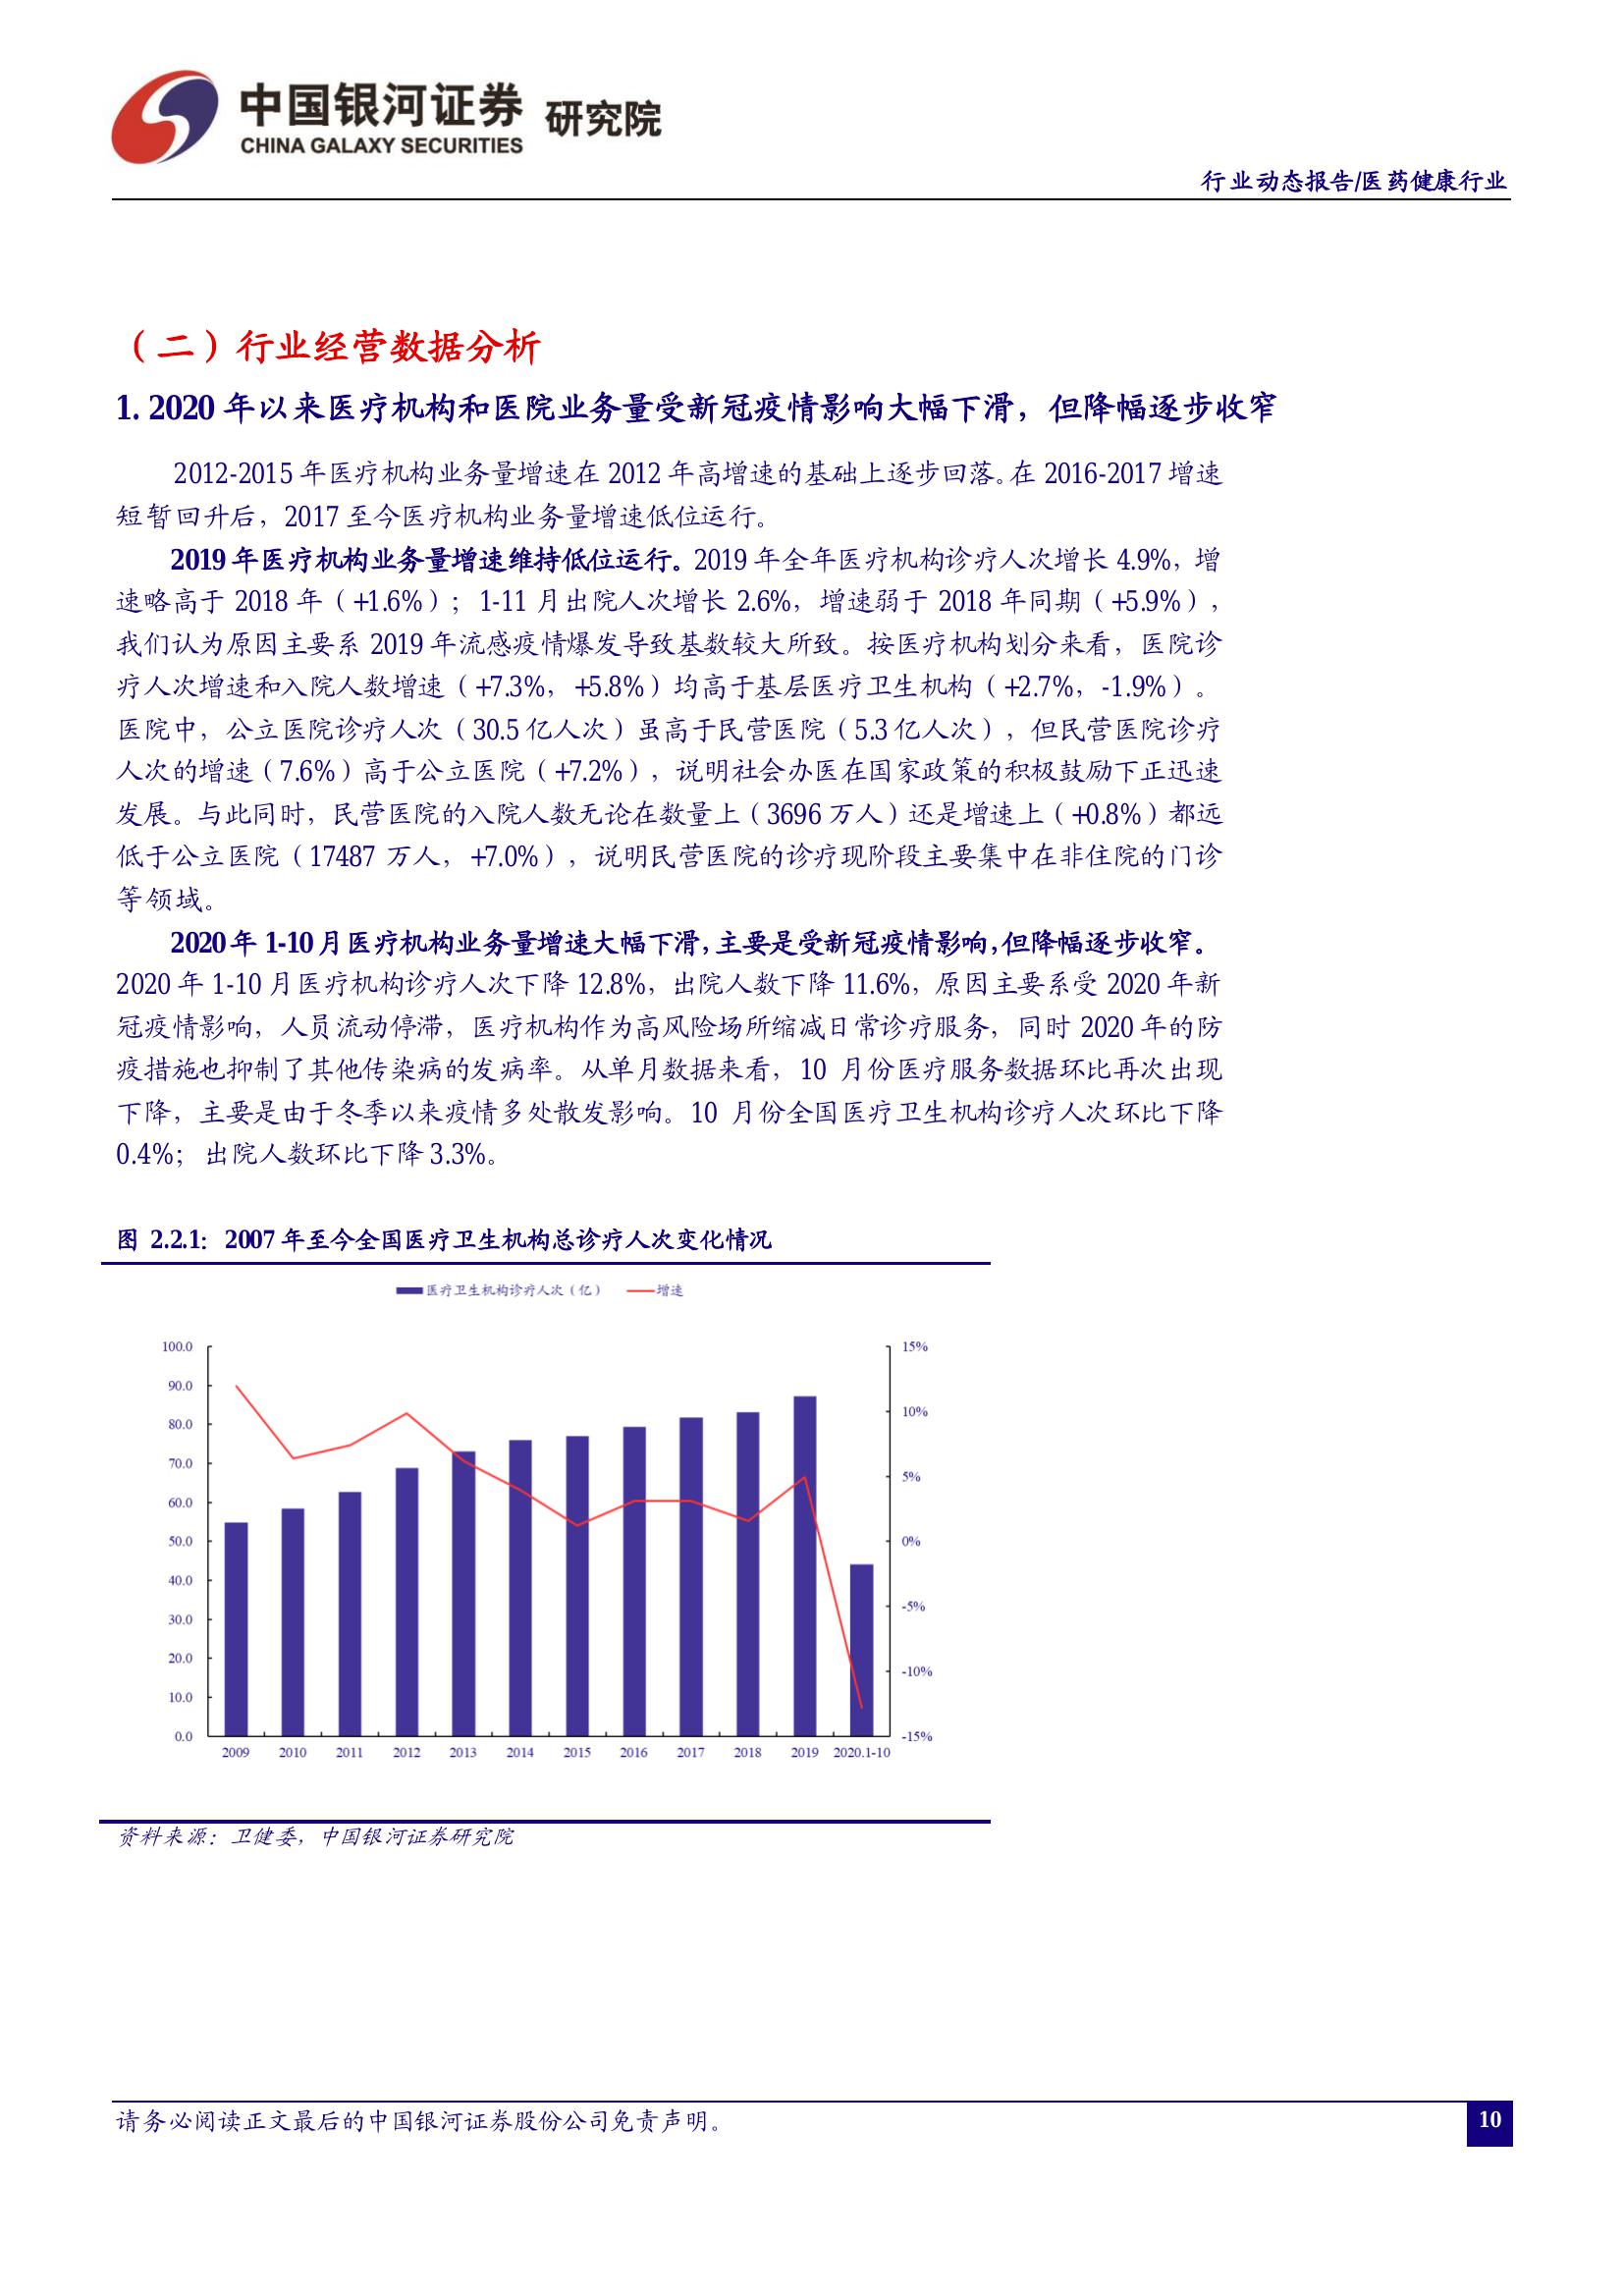 中国银河证券 研究院
CHINA GALAXY SECURITIES
行业动态报告/医药健康行业
（二）行业经营数据分析
1. 2020 年以来医疗机构和医院业务量受新冠疫情影响大幅下滑，但降幅逐步收窄
2012-2015 年医疗机构业务量增速在 2012 年高增速的基础上逐步回落。在 2016-2017 增速
短暂回升后，2017 至今医疗机构业务量增速低位运行。
2019 年医疗机构业务量增速维持低位运行。2019 年全年医疗机构诊疗人次增长 4.9%，增
速略高于 2018 年（+1.6%）；1-11 月出院人次增长 2.6%，增速弱于 2018 年同期（+5.9%），
我们认为原因主要系 2019 年流感疫情爆发导致基数较大所致。按医疗机构划分来看，医院诊
疗人次增速和入院人数增速（+7.3%，+5.8%）均高于基层医疗卫生机构（+2.7%，-1.9%）。
医院中，公立医院诊疗人次（30.5 亿人次）虽高于民营医院（5.3 亿人次），但民营医院诊疗
人次的增速（7.6%）高于公立医院（+7.2%），说明社会办医在国家政策的积极鼓励下正迅速
发展。与此同时，民营医院的入院人数无论在数量上（3696 万人）还是增速上（+0.8%）都远
低于公立医院（17487 万人，+7.0%），说明民营医院的诊疗现阶段主要集中在非住院的门诊
等领域。
2020 年 1-10 月医疗机构业务量增速大幅下滑，主要是受新冠疫情影响，但降幅逐步收窄。
2020 年 1-10 月医疗机构诊疗人次下降 12.8%，出院人数下降 11.6%，原因主要系受 2020 年新
冠疫情影响，人员流动停滞，医疗机构作为高风险场所缩减日常诊疗服务，同时 2020 年的防
疫措施也抑制了其他传染病的发病率。从单月数据来看，10 月份医疗服务数据环比再次出现
下降，主要是由于冬季以来疫情多处散发影响。10 月份全国医疗卫生机构诊疗人次环比下降
0.4%；出院人数环比下降 3.3%。
图 2.2.1：2007 年至今全国医疗卫生机构总诊疗人次变化情况
医疗卫生机构诊疗人次（亿） 增速
100.0 15%
90.0
80.0 10%
70.0
60.0 5%
50.0 0%
40.0
30.0 -5%
20.0 -10%
10.0
0.0 -15%
2009 2010 2011 2012 2013 2014 2015 2016 2017 2018 2019 2020.1-10
资料来源：卫健委，中国银河证券研究院
请务必阅读正文最后的中国银河证券股份公司免责声明。
10